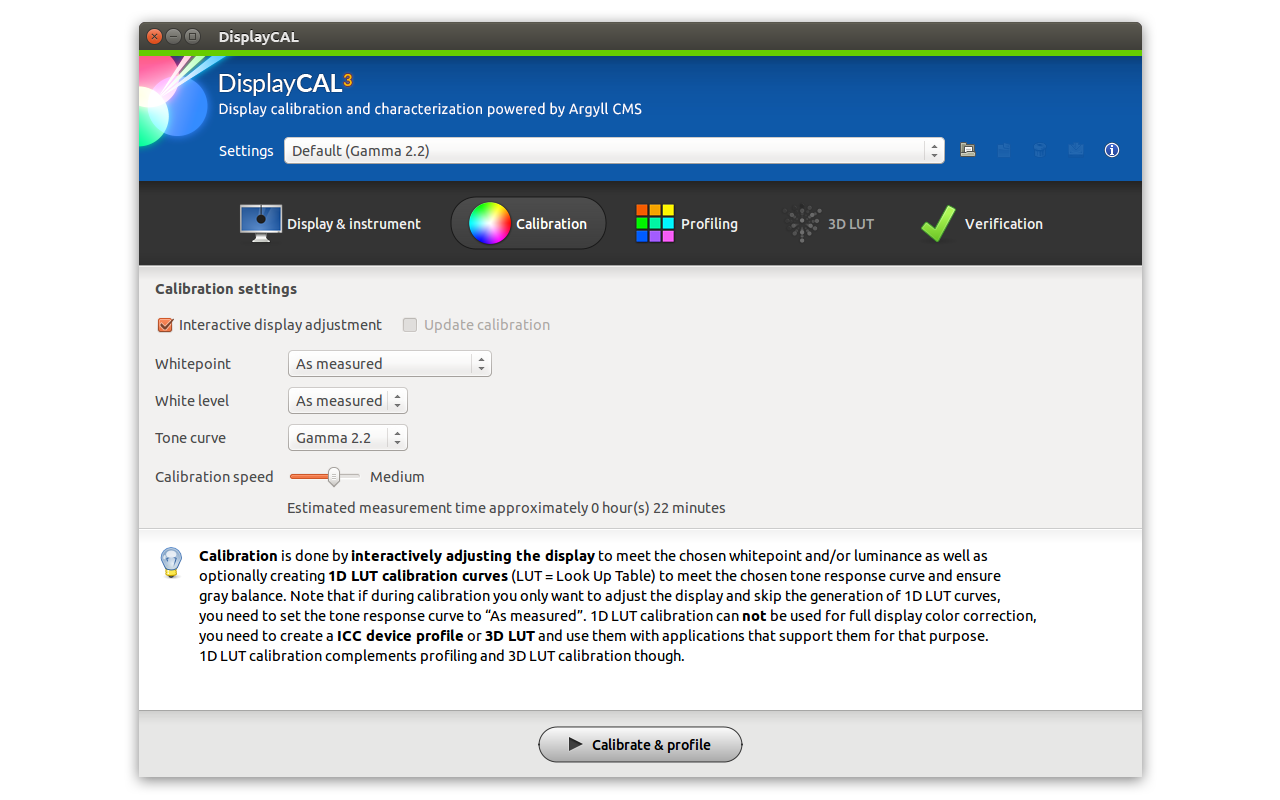 DisplayCAL
DisplayCAL3
Display calibration and characterization powered by Argyll CMS
Settings Default (Gamma 2.2)
Display & instrument Calibration Profiling 3D LUT Verification
Calibration settings
Interactive display adjustment Update calibration
Whitepoint As measured
White level As measured
Tone curve Gamma 2.2
Calibration speed Medium
Estimated measurement time approximately 0 hour(s) 22 minutes
Calibration is done by interactively adjusting the display to meet the chosen whitepoint and/or luminance as well as
optionally creating 1D LUT calibration curves (LUT = Look Up Table) to meet the chosen tone response curve and ensure
gray balance. Note that if during calibration you only want to adjust the display and skip the generation of 1D LUT curves,
you need to set the tone response curve to “As measured”. 1D LUT calibration can not be used for full display color correction,
you need to create a ICC device profile or 3D LUT and use them with applications that support them for that purpose.
1D LUT calibration complements profiling and 3D LUT calibration though.
Calibrate & profile